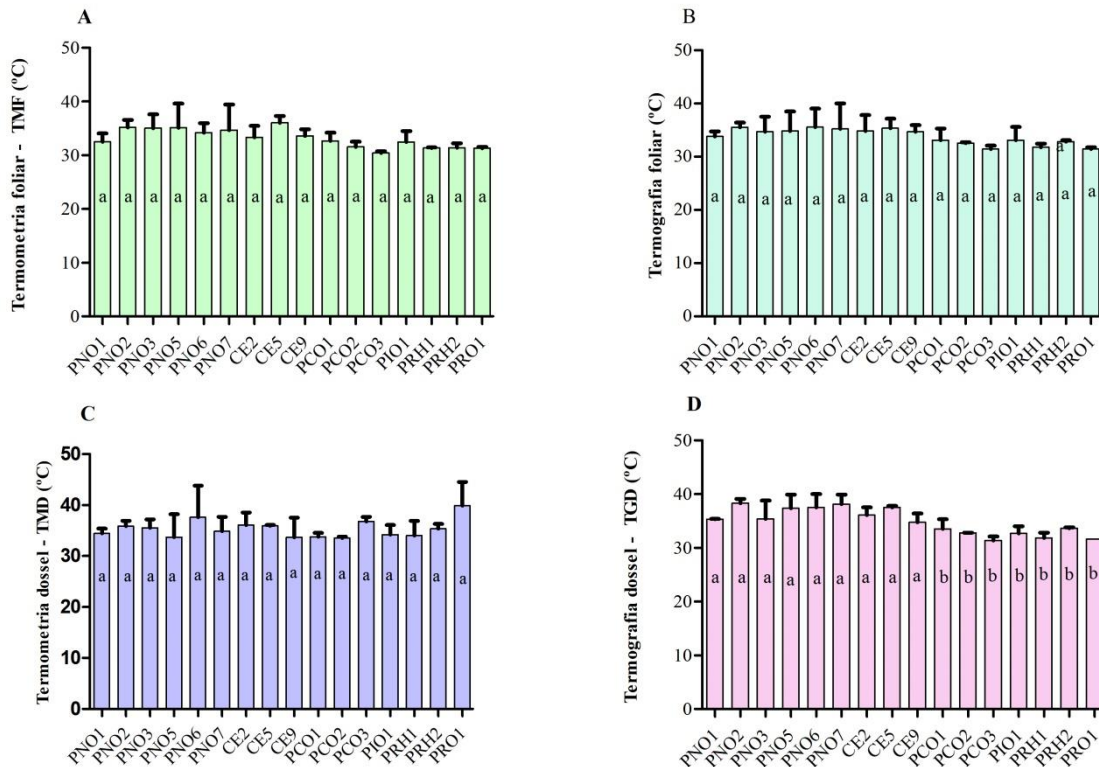 A
Termometria foliar - TMF (ºC)
50
40
30
20
10
0
a a a a a a a a a a a a a a a a
PNO1 PNO2 PNO3 PNO5 PNO6 PNO7 CE2 CE5 CE9 PCO1 PCO2 PCO3 PIO1 PRH1 PRH2 PRO1
B
Termografia foliar (ºC)
50
40
30
20
10
0
a
a a a a a a a a a a a a a a a a
PNO1 PNO2 PNO3 PNO5 PNO6 PNO7 CE2 CE5 CE9 PCO1 PCO2 PCO3 PIO1 PRH1 PRH2 PRO1
C
Termometria dossel - TMD (ºC)
50
40
30
20
10
0
a a a a a a a a a a a a a a a a
PNO1 PNO2 PNO3 PNO5 PNO6 PNO7 CE2 CE5 CE9 PCO1 PCO2 PCO3 PIO1 PRH1 PRH2 PRO1
D
Termografia dossel - TGD (ºC)
50
40
30
20
10
0
a a a a a a a a a b b b b b b b
PNO1 PNO2 PNO3 PNO5 PNO6 PNO7 CE2 CE5 CE9 PCO1 PCO2 PCO3 PIO1 PRH1 PRH2 PRO1